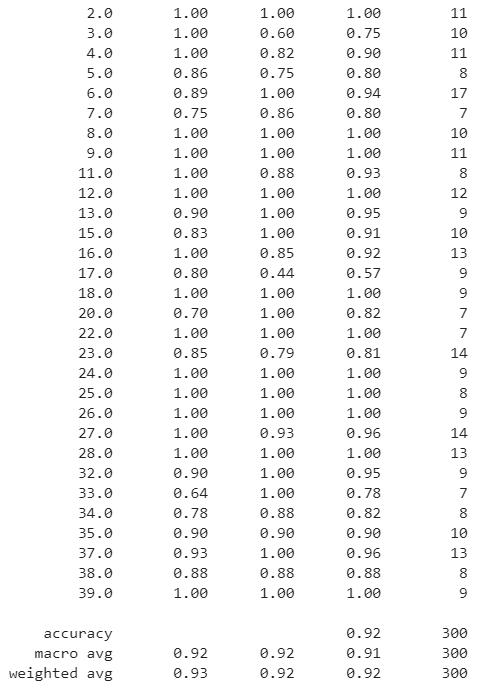 2.0 1.00 1.00 1.00 11
3.0 1.00 0.60 0.75 10
4.0 1.00 0.82 0.90 11
5.0 0.86 0.75 0.80 8
6.0 0.89 1.00 0.94 17
7.0 0.75 0.86 0.80 7
8.0 1.00 1.00 1.00 10
9.0 1.00 1.00 1.00 11
11.0 1.00 0.88 0.93 8
12.0 1.00 1.00 1.00 12
13.0 0.90 1.00 0.95 9
15.0 0.83 1.00 0.91 10
16.0 1.00 0.85 0.92 13
17.0 0.80 0.44 0.57 9
18.0 1.00 1.00 1.00 9
20.0 0.70 1.00 0.82 7
22.0 1.00 1.00 1.00 7
23.0 0.85 0.79 0.81 14
24.0 1.00 1.00 1.00 9
25.0 1.00 1.00 1.00 8
26.0 1.00 1.00 1.00 9
27.0 1.00 0.93 0.96 14
28.0 1.00 1.00 1.00 13
32.0 0.90 1.00 0.95 9
33.0 0.64 1.00 0.78 7
34.0 0.78 0.88 0.82 8
35.0 0.90 0.90 0.90 10
37.0 0.93 1.00 0.96 13
38.0 0.88 0.88 0.88 8
39.0 1.00 1.00 1.00 9
accuracy 0.92 300
macro avg 0.92 0.92 0.91 300
weighted avg 0.93 0.92 0.92 300